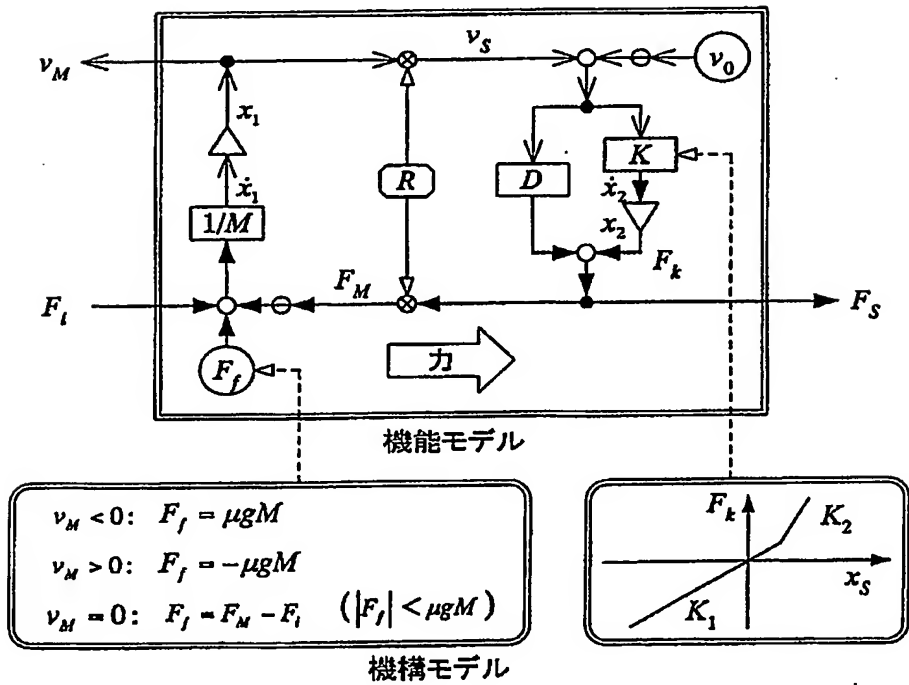 v_M
v_S
v_0
x_1
ẋ_1
1/M
R
D
K
ẋ_2
x_2
F_k
F_M
F_i
F_S
F_f
力
機能モデル
v_M < 0: F_f = μgM
v_M > 0: F_f = -μgM
v_M = 0: F_f = F_M - F_i (|F_f| < μgM)
F_k
K_2
x_S
K_1
機構モデル